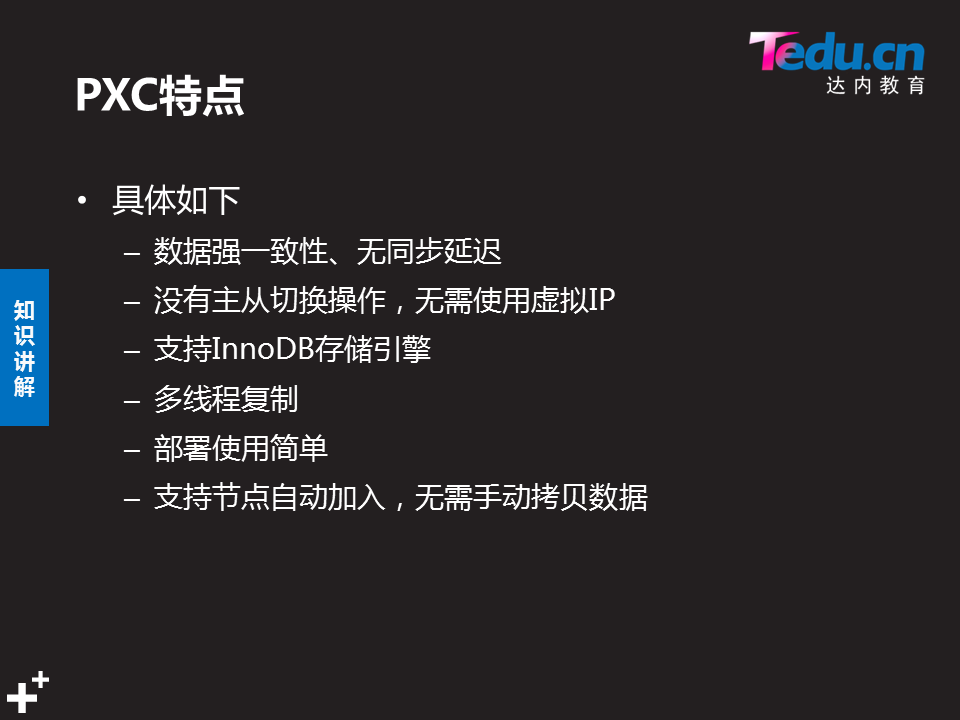 Tedu.cn
达内教育
PXC特点
• 具体如下
– 数据强一致性、无同步延迟
– 没有主从切换操作，无需使用虚拟IP
– 支持InnoDB存储引擎
– 多线程复制
– 部署使用简单
– 支持节点自动加入，无需手动拷贝数据
知识讲解